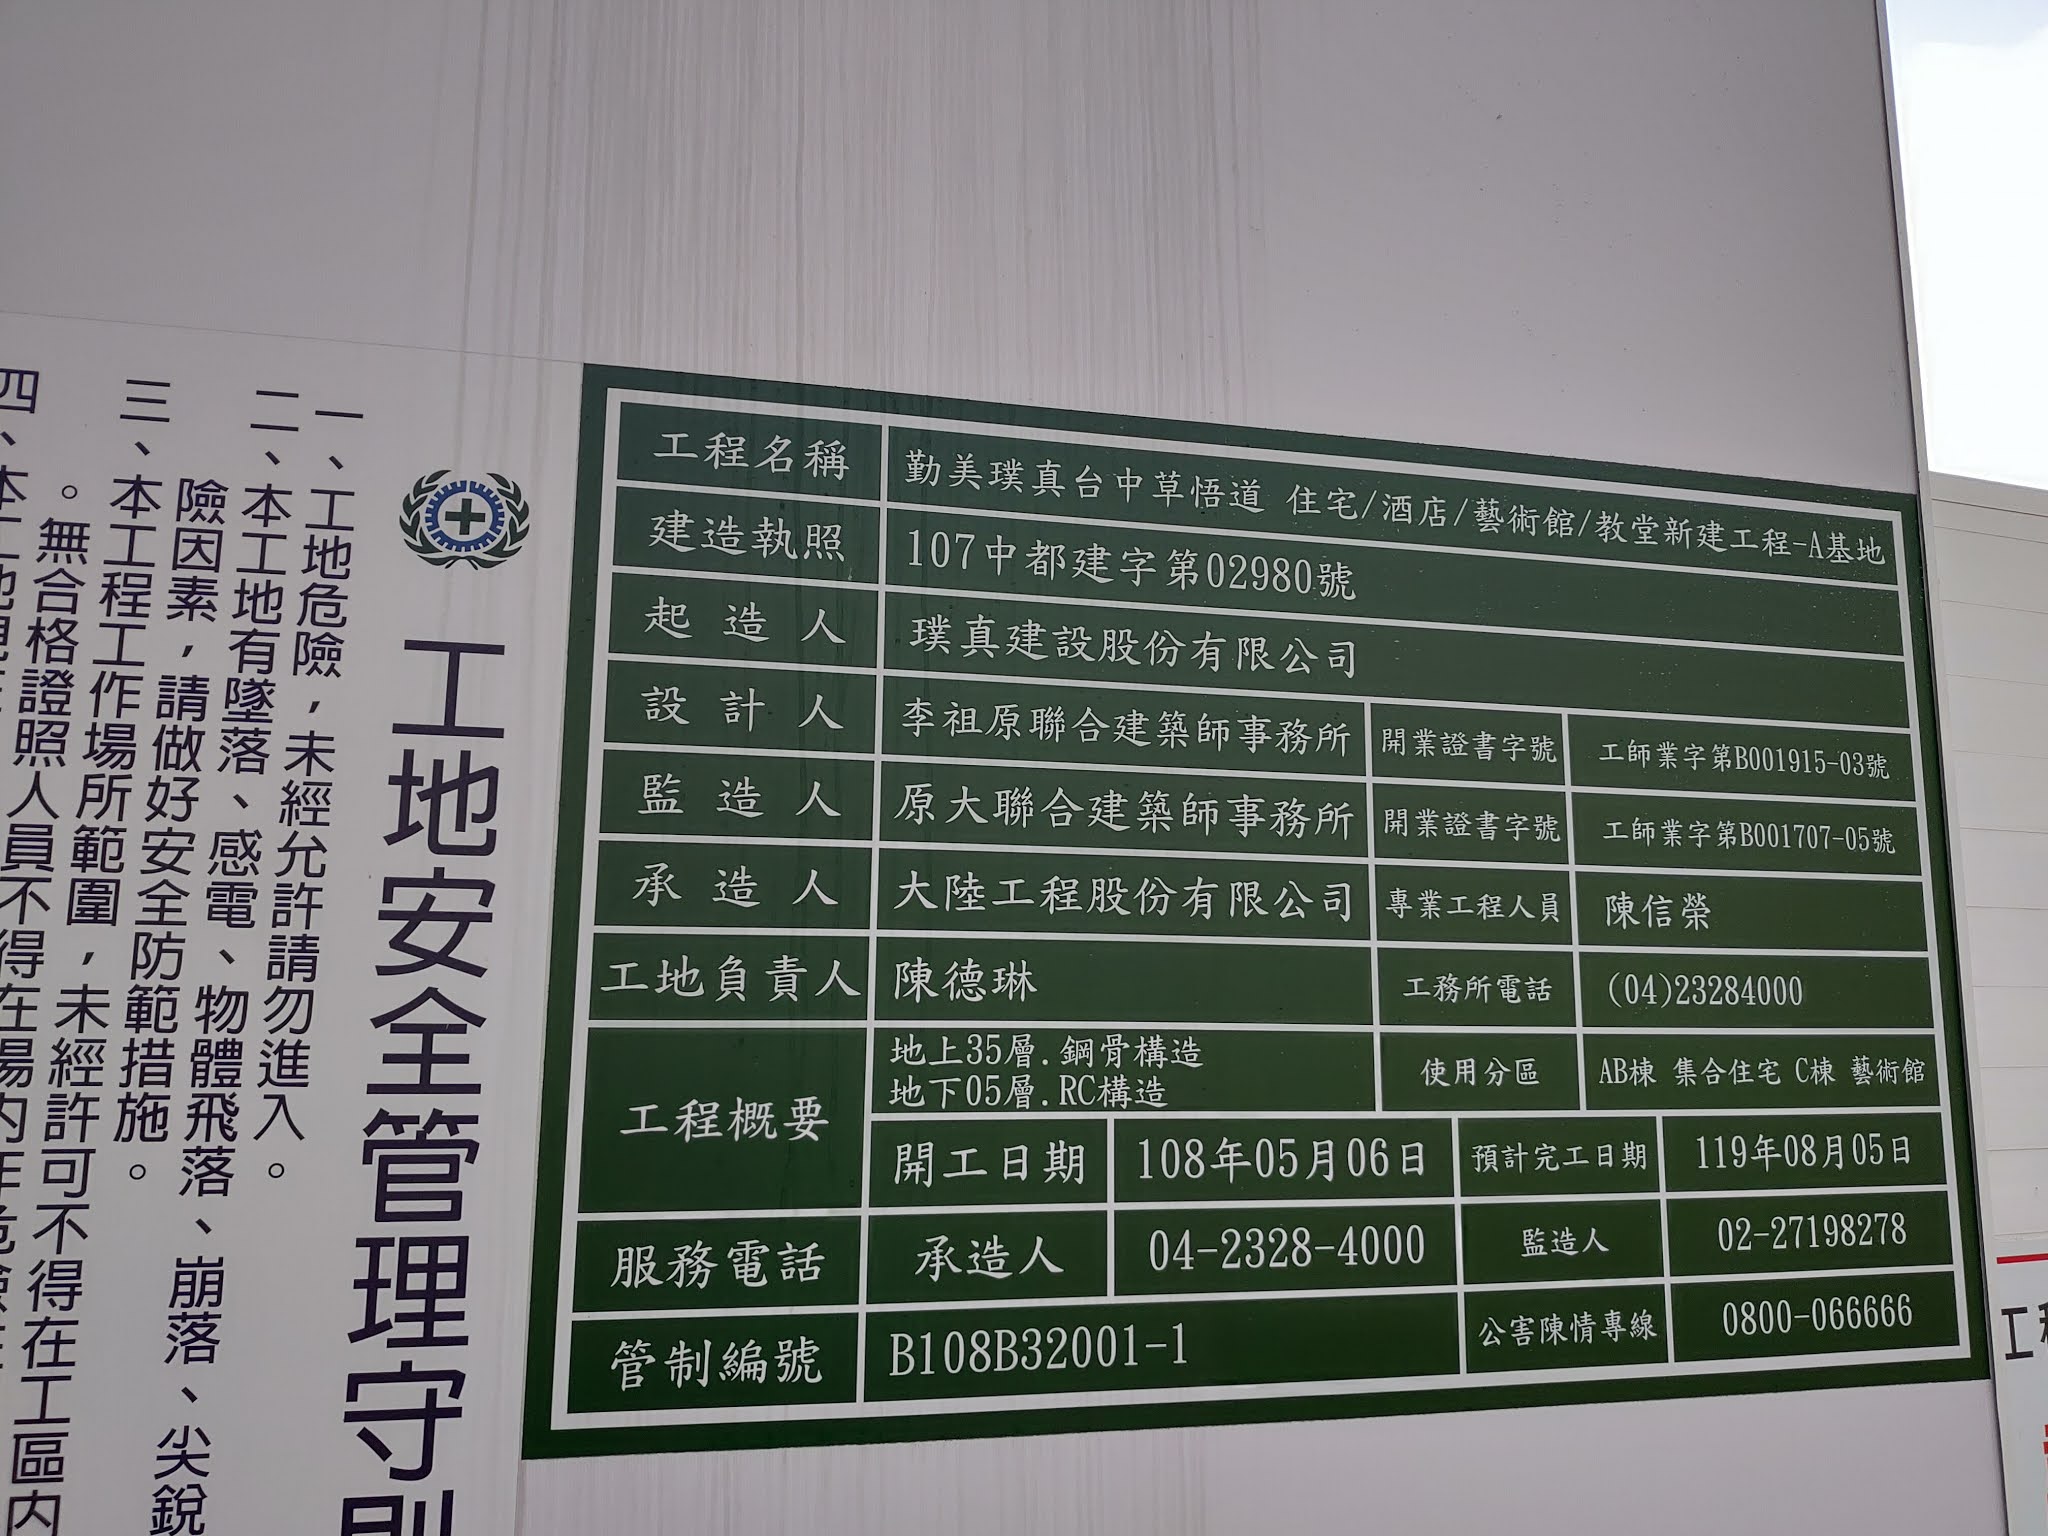 工程名稱 勤美璞真台中草悟道 住宅/酒店/藝術館/教堂新建工程-A基地
建造執照 107中都建字第02980號
起造人 璞真建設股份有限公司
設計人 李祖原聯合建築師事務所 開業證書字號 工師業字第B001915-03號
監造人 原大聯合建築師事務所 開業證書字號 工師業字第B001707-05號
承造人 大陸工程股份有限公司 專業工程人員 陳信榮
工地負責人 陳德琳 工務所電話 (04)23284000
工程概要 地上35層.鋼骨構造
地下05層.RC構造
使用分區 AB棟 集合住宅 C棟 藝術館
開工日期 108年05月06日 預計完工日期 119年08月05日
服務電話 承造人 04-2328-4000 監造人 02-27198278
管制編號 B108B32001-1 公害陳情專線 0800-066666
工地安全管理守則
一、工地危險,未經允許請勿進入。
二、本工地有墜落、感電、物體飛落、崩落、尖銳
險因素,請做好安全防範措施。
三、本工程工作場所範圍,未經許可不得在工區內
。無合格證照人員不得在場內作
四、本工地